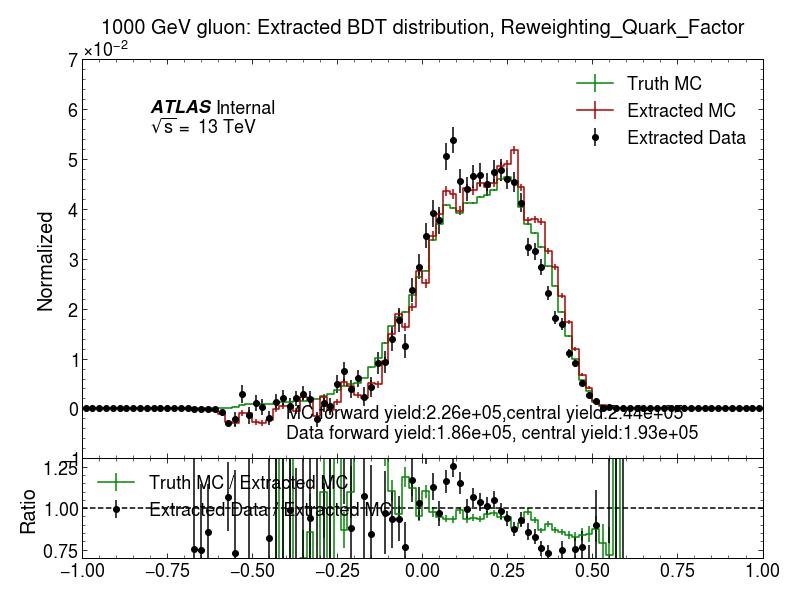 1000 GeV gluon: Extracted BDT distribution, Reweighting_Quark_Factor
×10−2
7
6
5
4
3
2
1
0
1
Normalized
ATLAS Internal
√s = 13 TeV
Truth MC
Extracted MC
Extracted Data
MC forward yield:2.26e+05,central yield:2.44e+05
Data forward yield:1.86e+05, central yield:1.93e+05
1.25
1.00
0.75
Ratio
Truth MC / Extracted MC
Extracted Data / Extracted MC
−1.00 −0.75 −0.50 −0.25 0.00 0.25 0.50 0.75 1.00